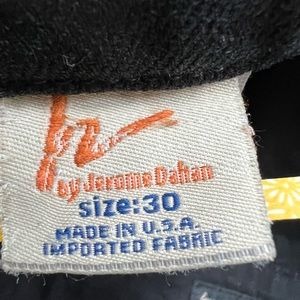 By Jerome Dahan
Size:30
MADE IN U.S.A.
IMPORTED FABRIC